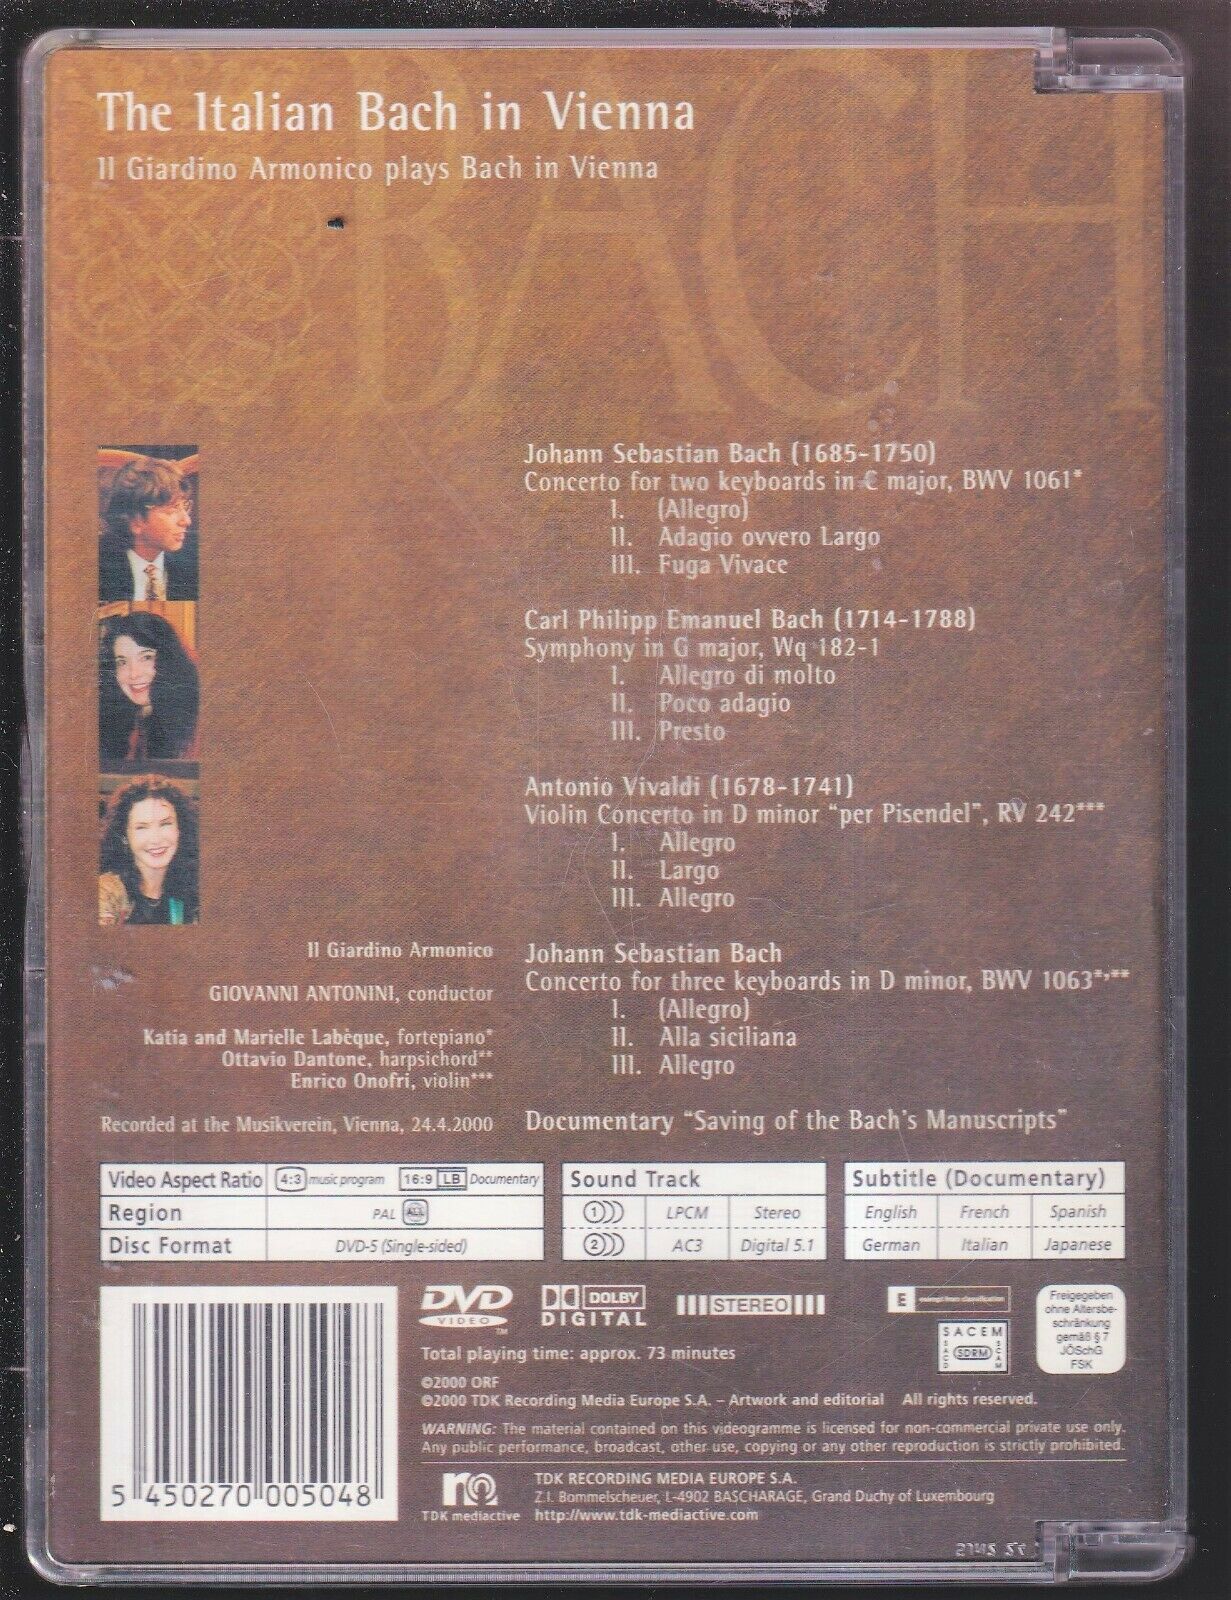 BACH
The Italian Bach in Vienna
Il Giardino Armonico plays Bach in Vienna
Johann Sebastian Bach (1685-1750)
Concerto for two keyboards in C major, BWV 1061*
I. (Allegro)
II. Adagio ovvero Largo
III. Fuga Vivace
Carl Philipp Emanuel Bach (1714-1788)
Symphony in G major, Wq 182-1
I. Allegro di molto
II. Poco adagio
III. Presto
Antonio Vivaldi (1678-1741)
Violin Concerto in D minor "per Pisendel", RV 242***
I. Allegro
II. Largo
III. Allegro
Johann Sebastian Bach
Concerto for three keyboards in D minor, BWV 1063*,**
I. (Allegro)
II. Alla siciliana
III. Allegro
Documentary "Saving of the Bach's Manuscripts"
Il Giardino Armonico
GIOVANNI ANTONINI, conductor
Katia and Marielle Labèque, fortepiano*
Ottavio Dantone, harpsichord**
Enrico Onofri, violin***
Recorded at the Musikverein, Vienna, 24.4.2000
Video Aspect Ratio 4:3 music program 16:9 LB Documentary
Region PAL ALL
Disc Format DVD-5 (Single-sided)
Sound Track
1 LPCM Stereo
2 AC3 Digital 5.1
Subtitle (Documentary)
English French Spanish
German Italian Japanese
DVD VIDEO TM
DOLBY DIGITAL
STEREO
E exempt from classification
SACEM
SACD SDRM SCAM
Freigegeben
ohne Altersbe-
schränkung
gemäß § 7
JÖSchG
FSK
Total playing time: approx. 73 minutes
©2000 ORF
©2000 TDK Recording Media Europe S.A. – Artwork and editorial All rights reserved.
WARNING: The material contained on this videogramme is licensed for non-commercial private use only.
Any public performance, broadcast, other use, copying or any other reproduction is strictly prohibited.
TDK mediactive
TDK RECORDING MEDIA EUROPE S.A.
Z.I. Bommelscheuer, L-4902 BASCHARAGE, Grand Duchy of Luxembourg
http://www.tdk-mediactive.com
5 450270 005048